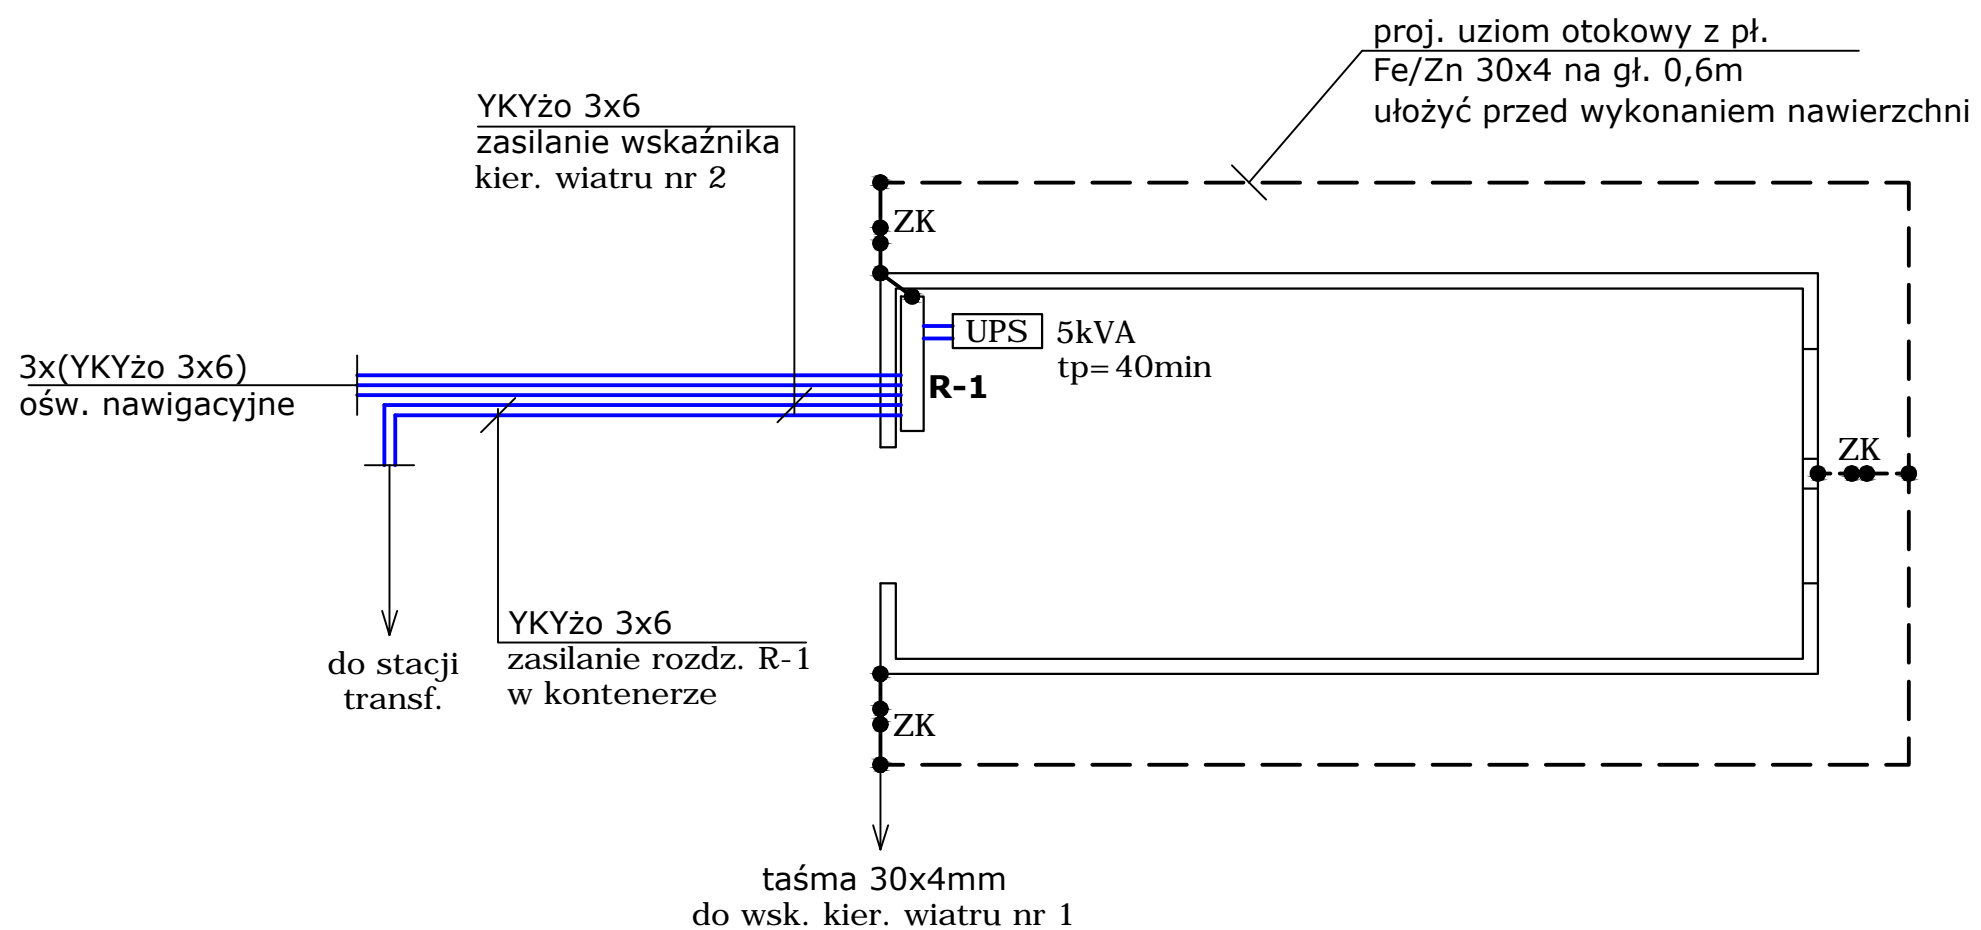 proj. uziom otokowy z pł.
Fe/Zn 30x4 na gł. 0,6m
ułożyć przed wykonaniem nawierzchni
YKYżo 3x6
zasilanie wskaźnika
kier. wiatru nr 2
ZK
UPS
5kVA
tp=40min
R-1
3x(YKYżo 3x6)
ośw. nawigacyjne
ZK
YKYżo 3x6
zasilanie rozdz. R-1
w kontenerze
do stacji
transf.
ZK
taśma 30x4mm
do wsk. kier. wiatru nr 1